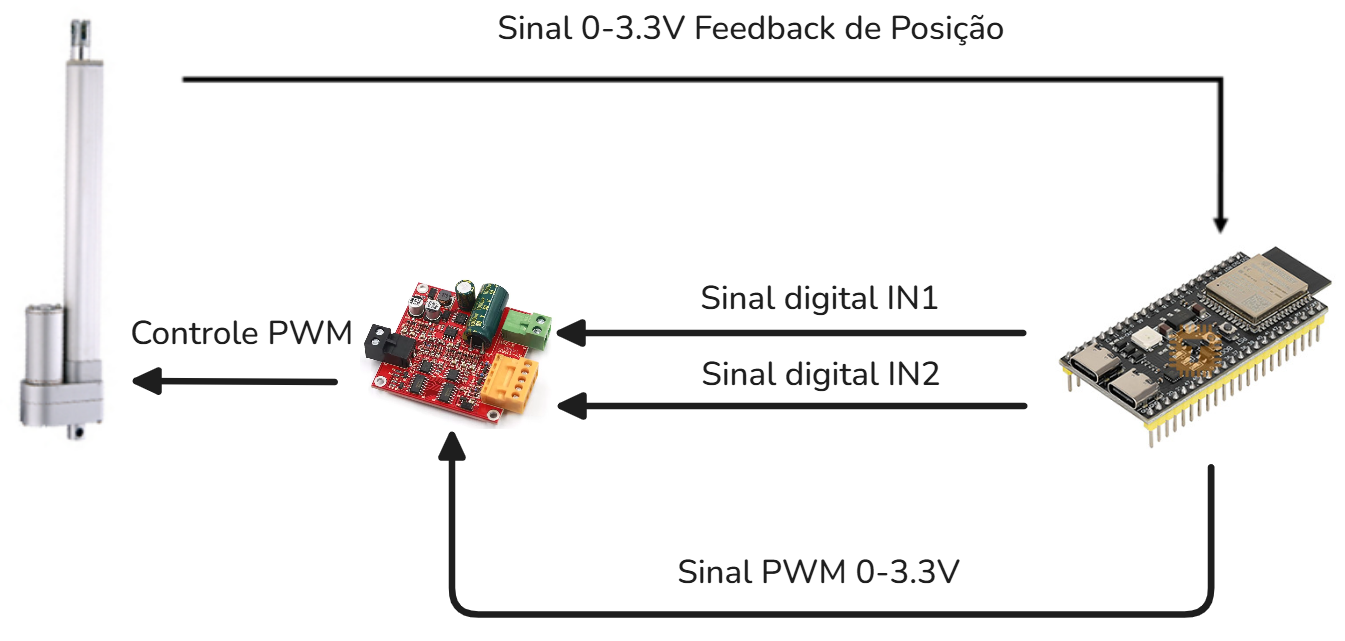 Sinal 0-3.3V Feedback de Posição
Sinal digital IN1
Controle PWM
Sinal digital IN2
Sinal PWM 0-3.3V